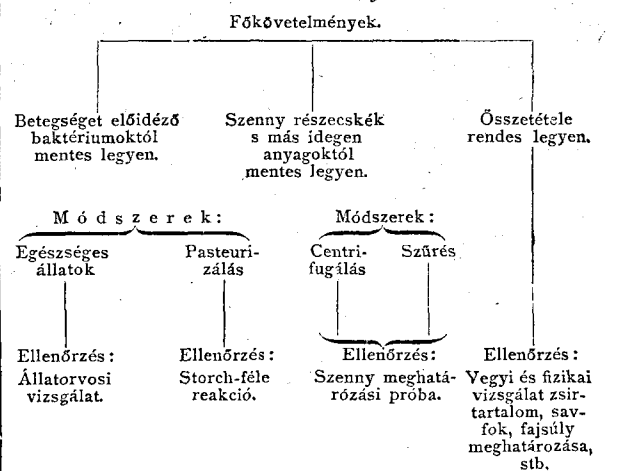 Főkövetelmények.
Betegséget előidéző
baktériumoktól
mentes legyen.
Szenny részecskék
s más idegen
anyagoktól
mentes legyen.
Összetétele
rendes legyen.
Módszerek:
Egészséges
állatok
Pasteuri-
zálás
Módszerek:
Centri-
fugálás
Szűrés
Ellenőrzés:
Állatorvosi
vizsgálat.
Ellenőrzés:
Storch-féle
reakció.
Ellenőrzés:
Szenny meghatá-
rózási próba.
Ellenőrzés:
Vegyi és fizikai
vizsgálat zsir-
tartalom, sav-
fok, fajsúly
meghatározása,
stb.